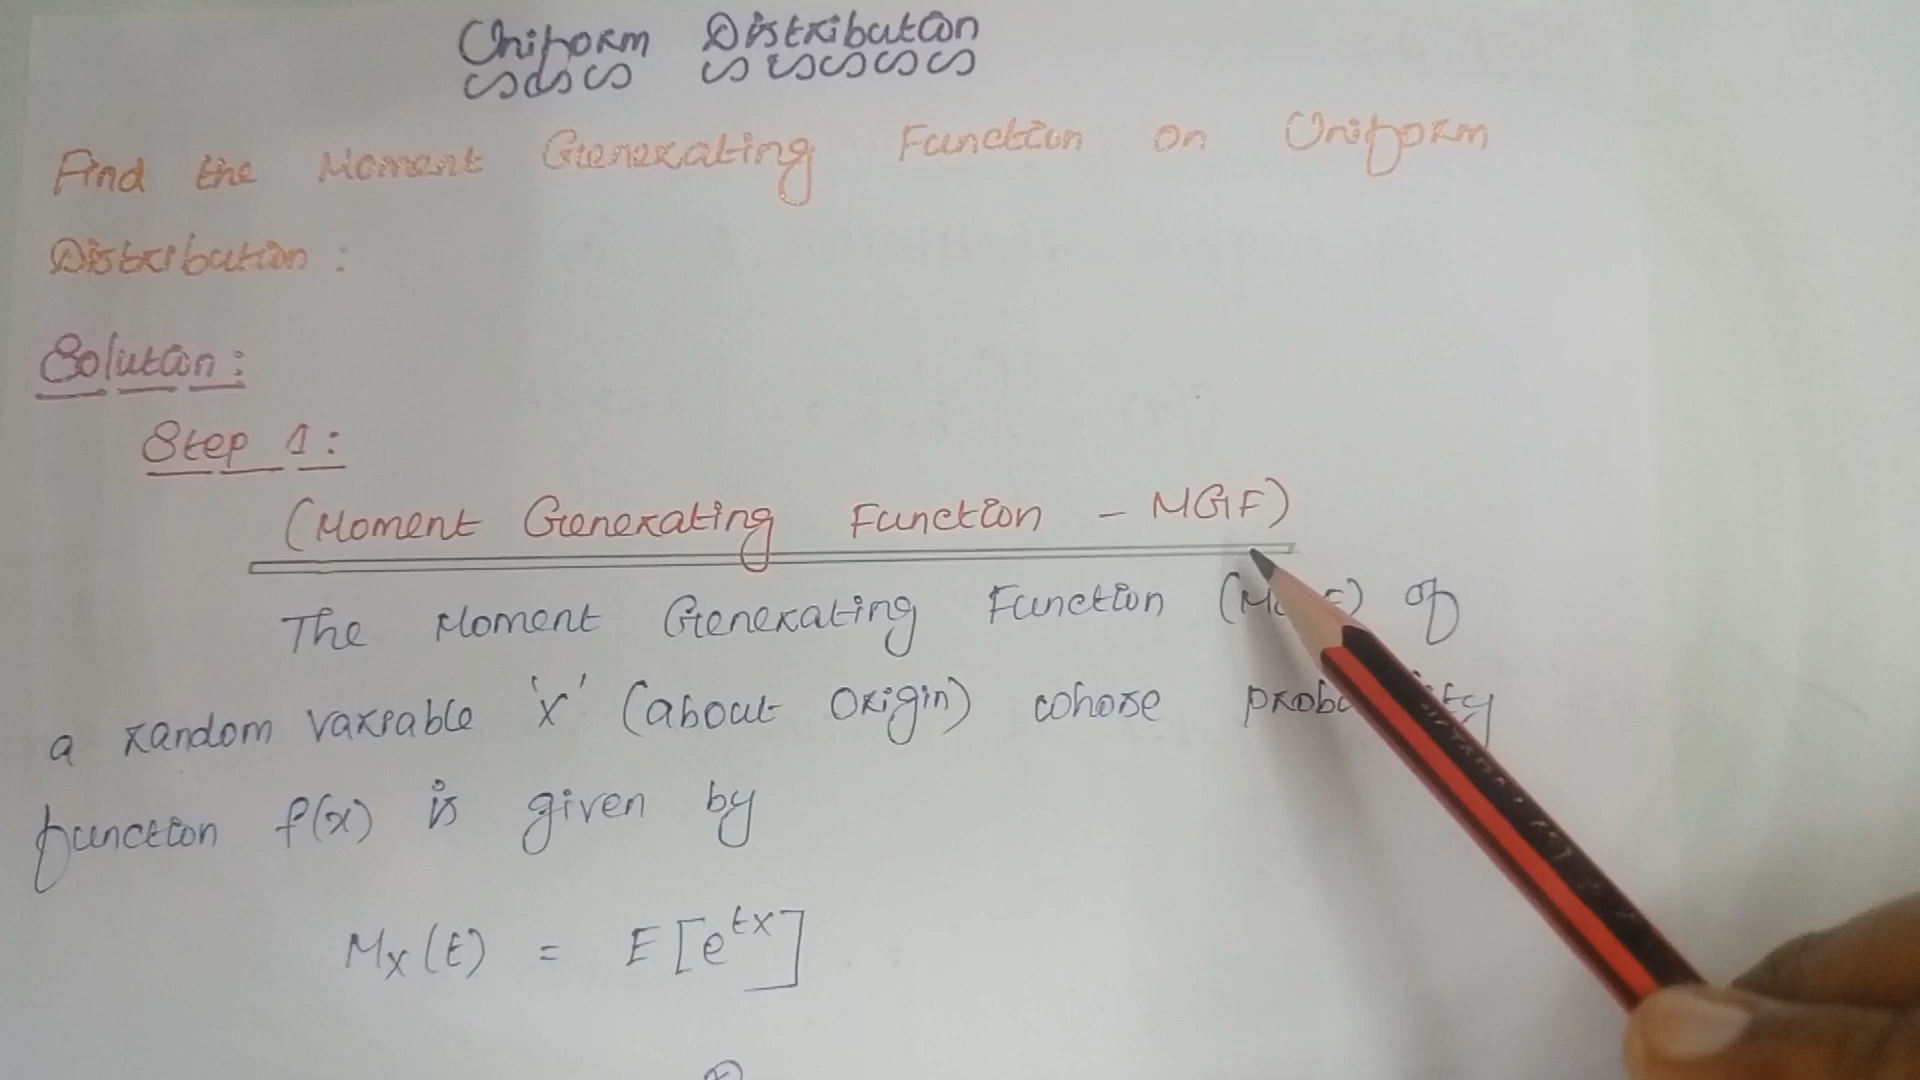 Uniform Distribution
Find the Moment Generating Function on Uniform
Distribution :
Solution :
Step 1 :
(Moment Generating Function - MGF)
The Moment Generating Function of
a random variable 'x' (about origin) whose
function f(x) is given by
Mx(t) = E[e^tx]